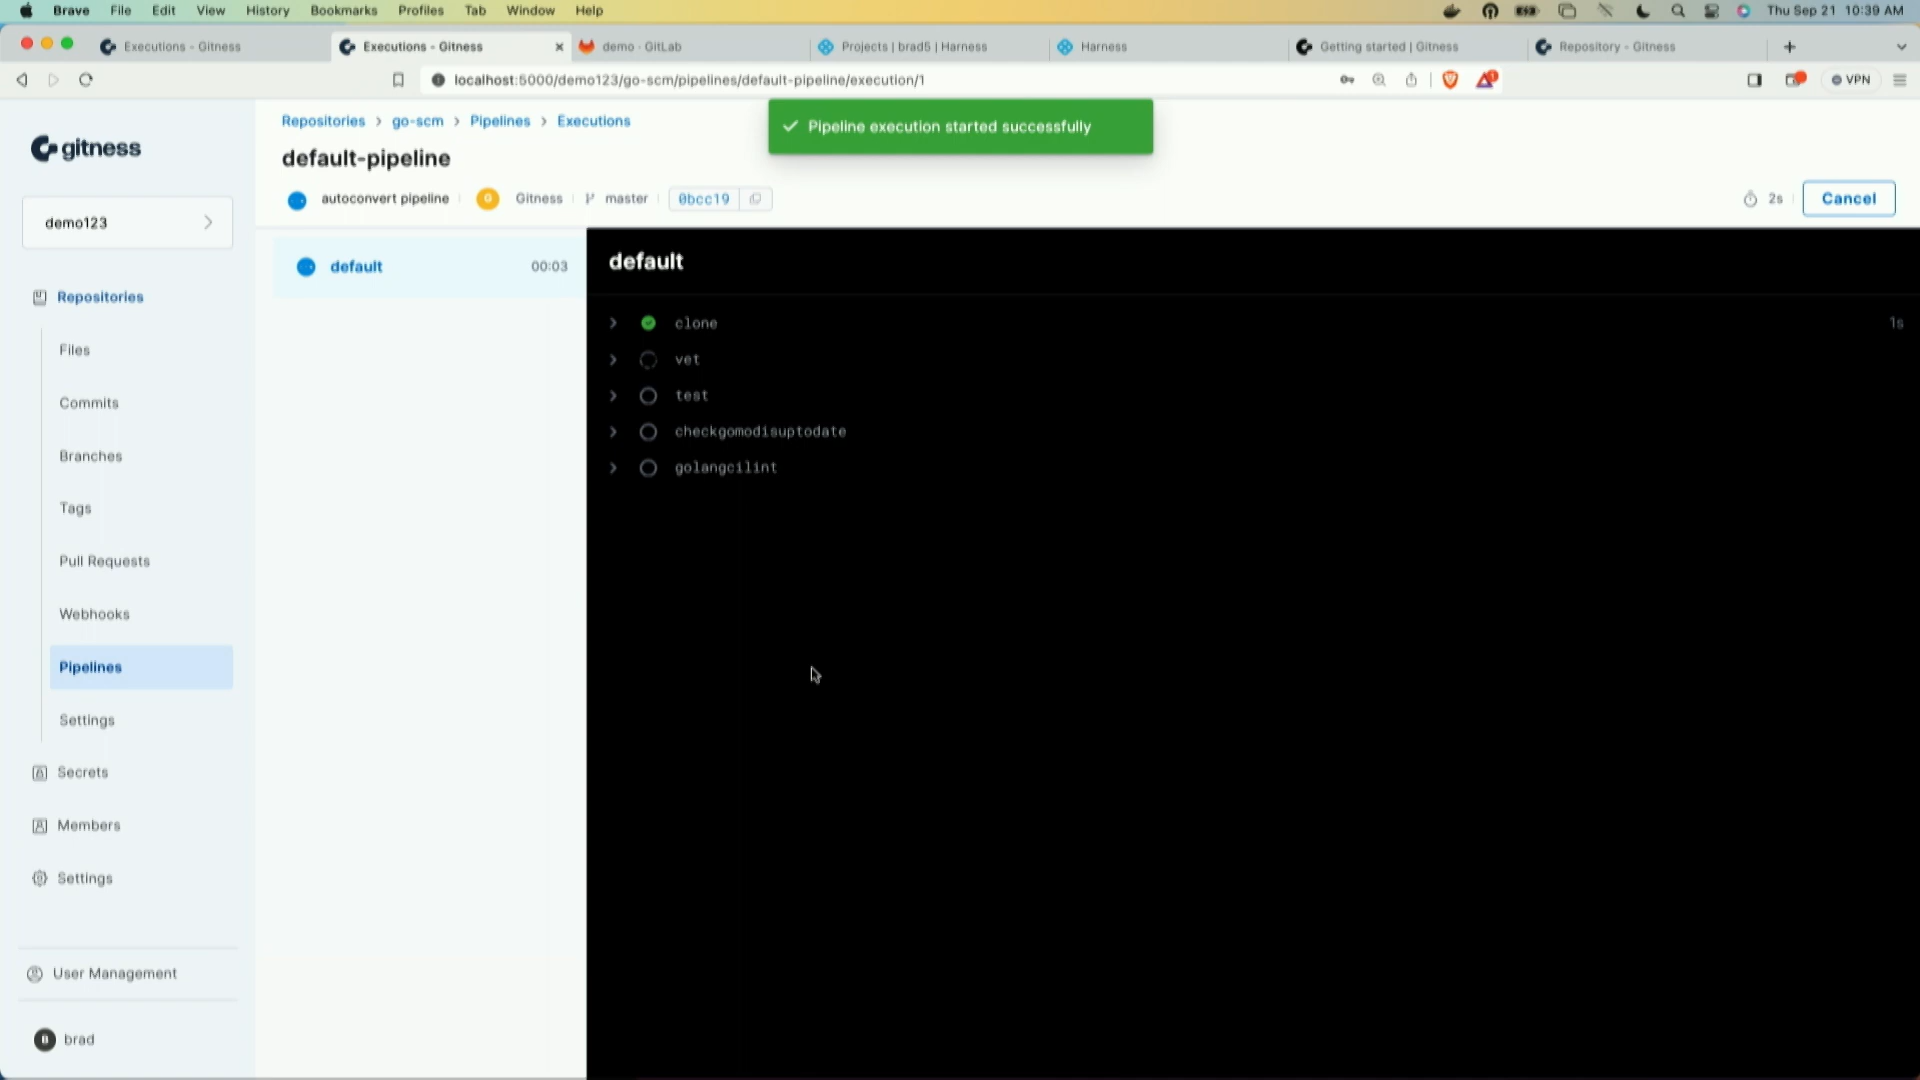 Brave File Edit View History Bookmarks Profiles Tab Window Help Thu Sep 21 10:39 AM
Executions - Gitness Executions - Gitness demo · GitLab Projects | brad5 | Harness Harness Getting started | Gitness Repository - Gitness
localhost:5000/demo123/go-scm/pipelines/default-pipeline/execution/1 VPN
gitness
demo123
Repositories
Files
Commits
Branches
Tags
Pull Requests
Webhooks
Pipelines
Settings
Secrets
Members
Settings
User Management
brad
Repositories > go-scm > Pipelines > Executions
Pipeline execution started successfully
default-pipeline
autoconvert pipeline G Gitness master 0bcc19 2s Cancel
default 00:03
default
clone 1s
vet
test
checkgomodisuptodate
golangcilint